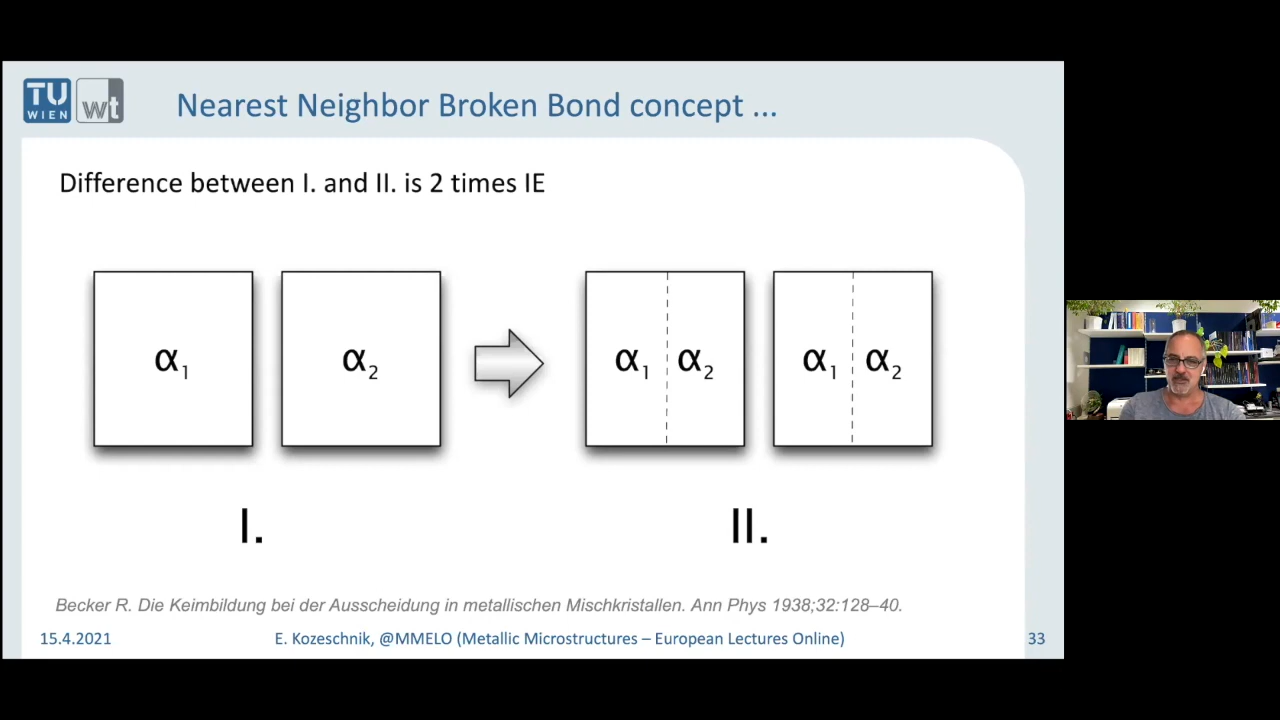 TU
WIEN
wt
Nearest Neighbor Broken Bond concept ...
Difference between I. and II. is 2 times IE
α₁
α₂
α₁
α₂
α₁
α₂
I.
II.
Becker R. Die Keimbildung bei der Ausscheidung in metallischen Mischkristallen. Ann Phys 1938;32:128–40.
15.4.2021
E. Kozeschnik, @MMELO (Metallic Microstructures – European Lectures Online)
33